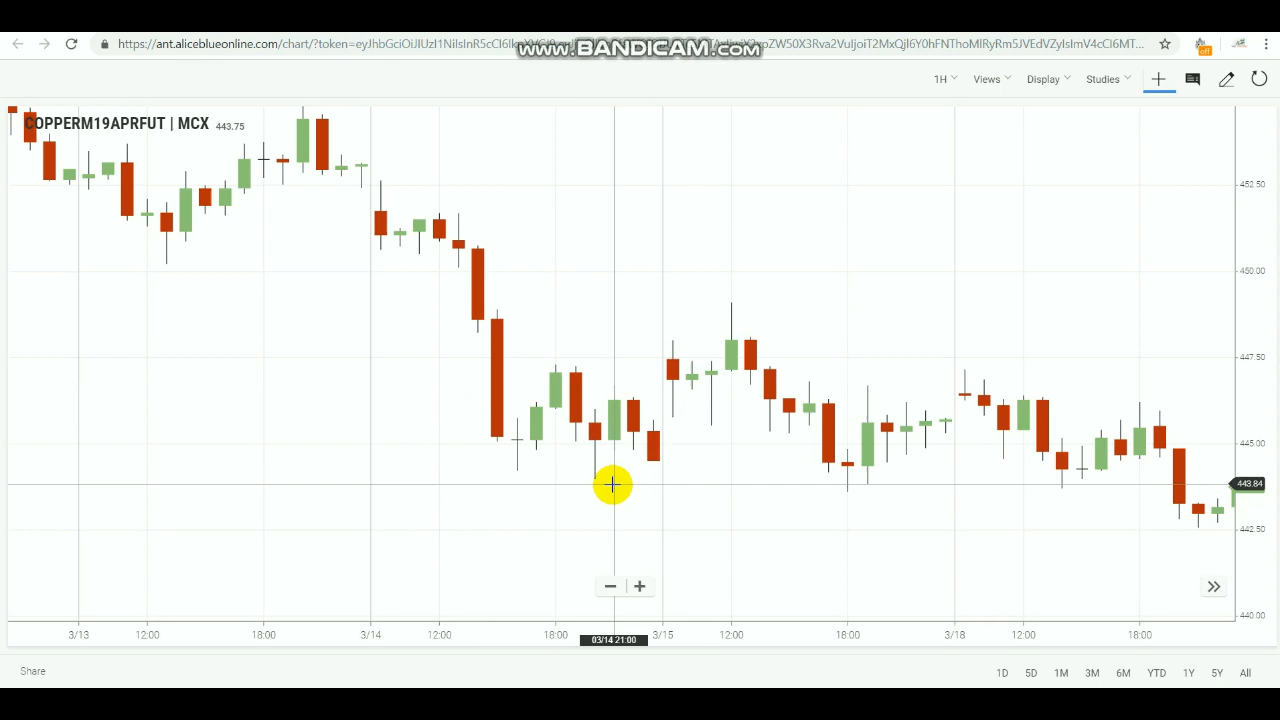 https://ant.aliceblueonline.com/chart/?token=
www.BANDICAM.com
off
1H Views Display Studies
COPPERM19APRFUT | MCX 443.75
452.50
450.00
447.50
445.00
443.84
442.50
440.00
3/13 12:00 18:00 3/14 12:00 18:00 03/14 21:00 3/15 12:00 18:00 3/18 12:00 18:00
Share 1D 5D 1M 3M 6M YTD 1Y 5Y All